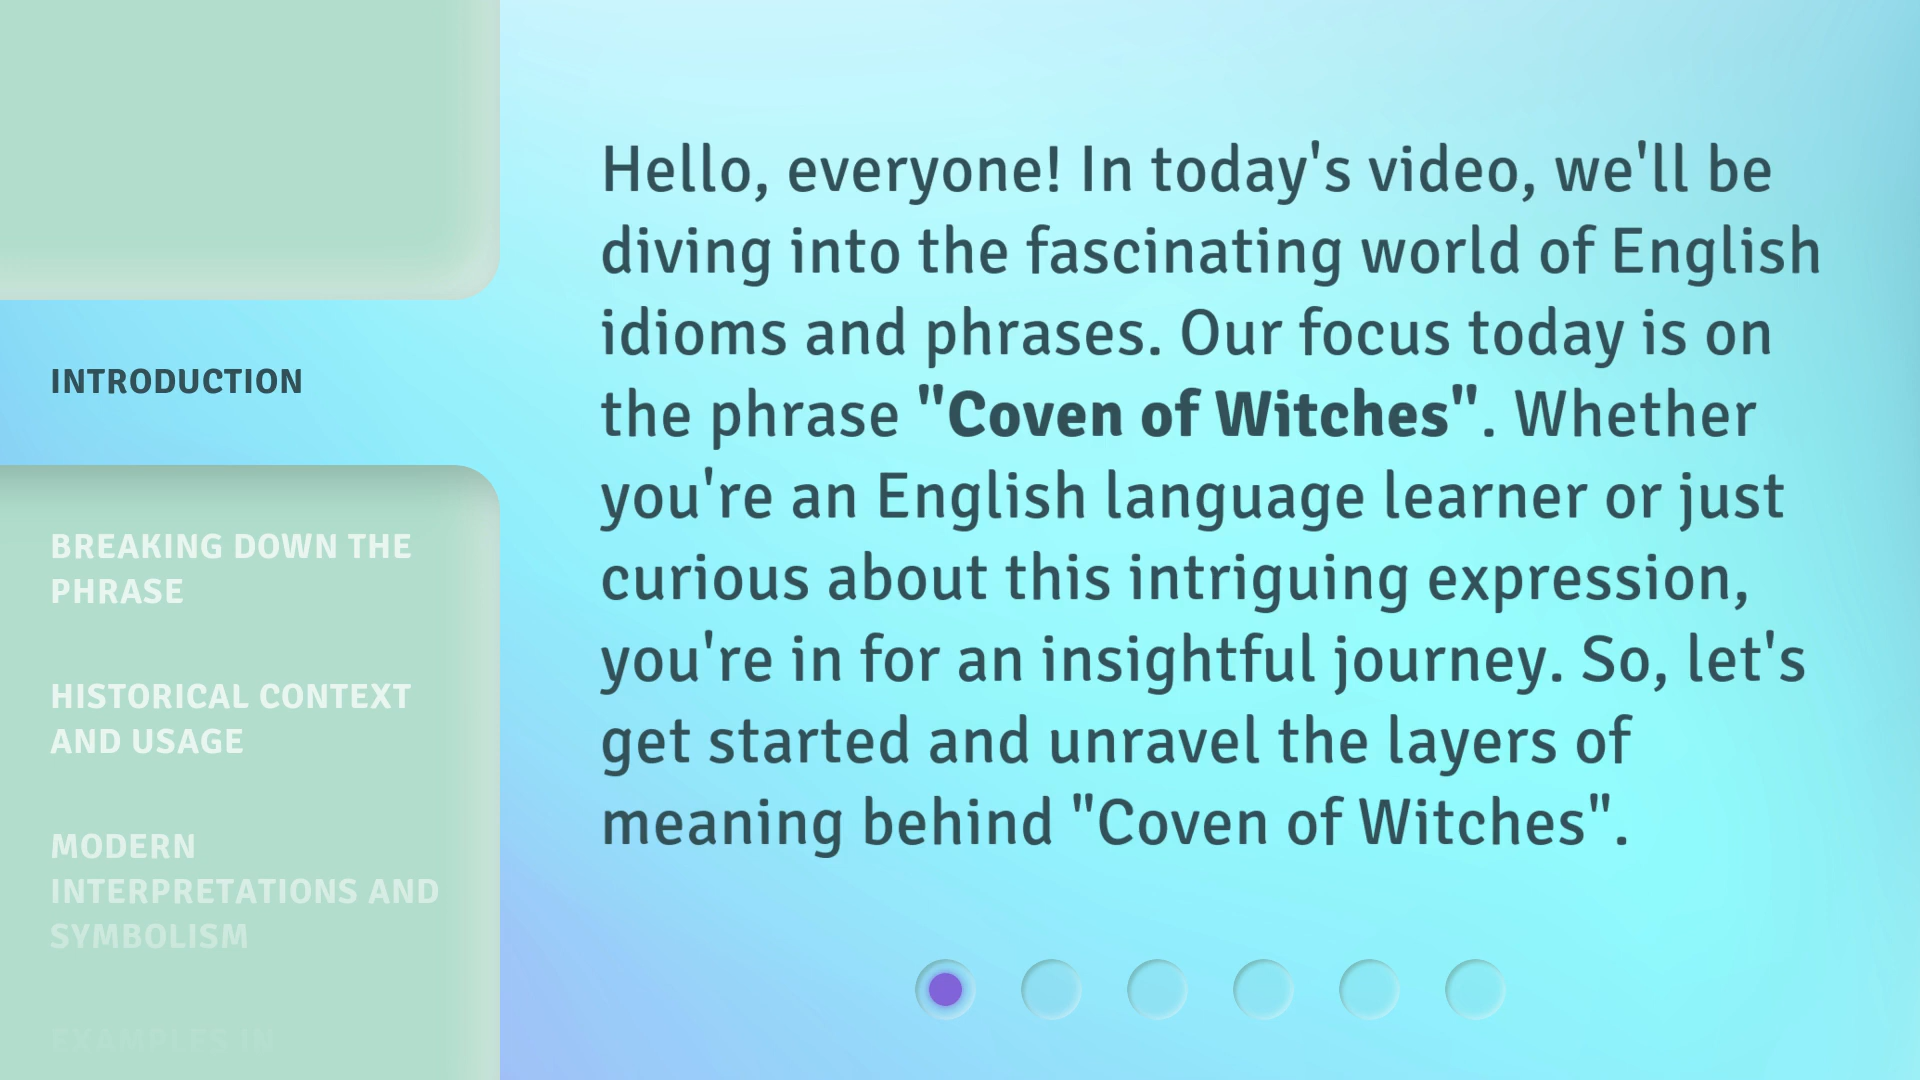 INTRODUCTION
BREAKING DOWN THE
PHRASE
HISTORICAL CONTEXT
AND USAGE
MODERN
INTERPRETATIONS AND
SYMBOLISM
EXAMPLES IN
Hello, everyone! In today's video, we'll be
diving into the fascinating world of English
idioms and phrases. Our focus today is on
the phrase "Coven of Witches". Whether
you're an English language learner or just
curious about this intriguing expression,
you're in for an insightful journey. So, let's
get started and unravel the layers of
meaning behind "Coven of Witches".